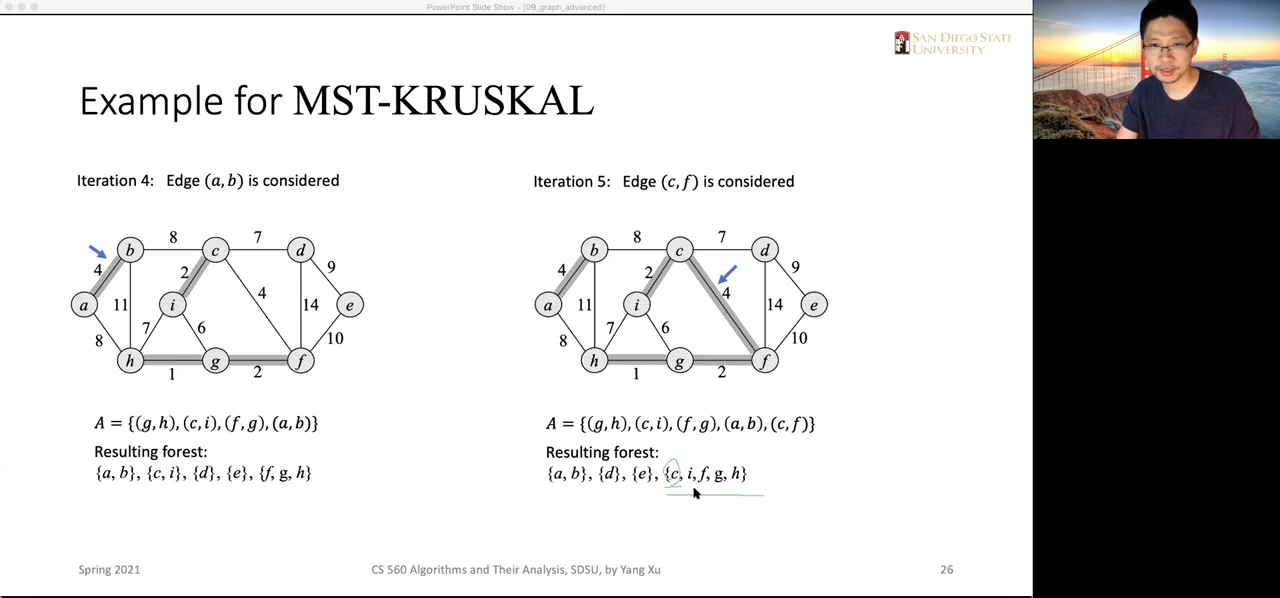 PowerPoint Slide Show - [09_graph_advanced]
SAN DIEGO STATE
UNIVERSITY
Example for MST-KRUSKAL
Iteration 4: Edge (a, b) is considered
8
7
b
c
d
4
2
9
4
a
11
i
14
e
7
6
8
10
h
g
f
1
2
A = {(g, h), (c, i), (f, g), (a, b)}
Resulting forest:
{a, b}, {c, i}, {d}, {e}, {f, g, h}
Iteration 5: Edge (c, f) is considered
8
7
b
c
d
4
2
9
4
a
11
i
14
e
7
6
8
10
h
g
f
1
2
A = {(g, h), (c, i), (f, g), (a, b), (c, f)}
Resulting forest:
{a, b}, {d}, {e}, {c, i, f, g, h}
Spring 2021
CS 560 Algorithms and Their Analysis, SDSU, by Yang Xu
26